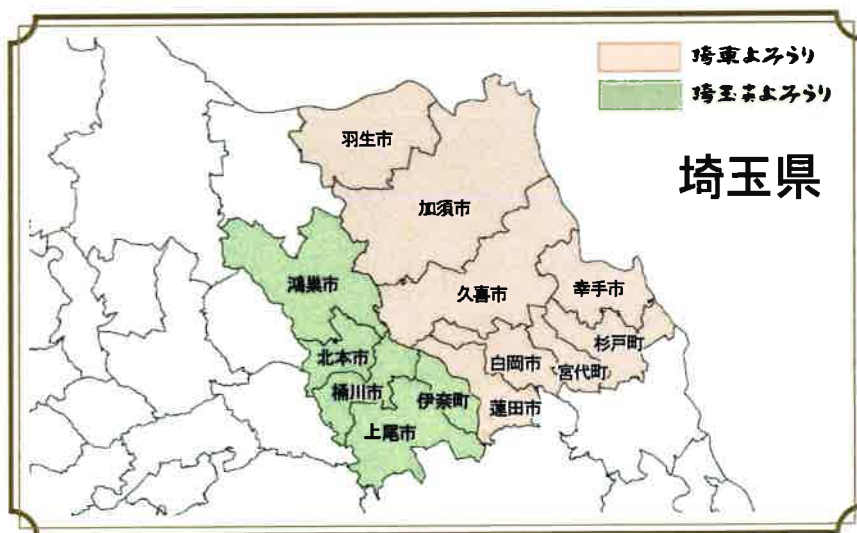 埼東よみうり
埼玉中央よみうり
埼玉県
羽生市
加須市
鴻巣市
久喜市
幸手市
杉戸町
北本市
白岡市
宮代町
桶川市
伊奈町
蓮田市
上尾市